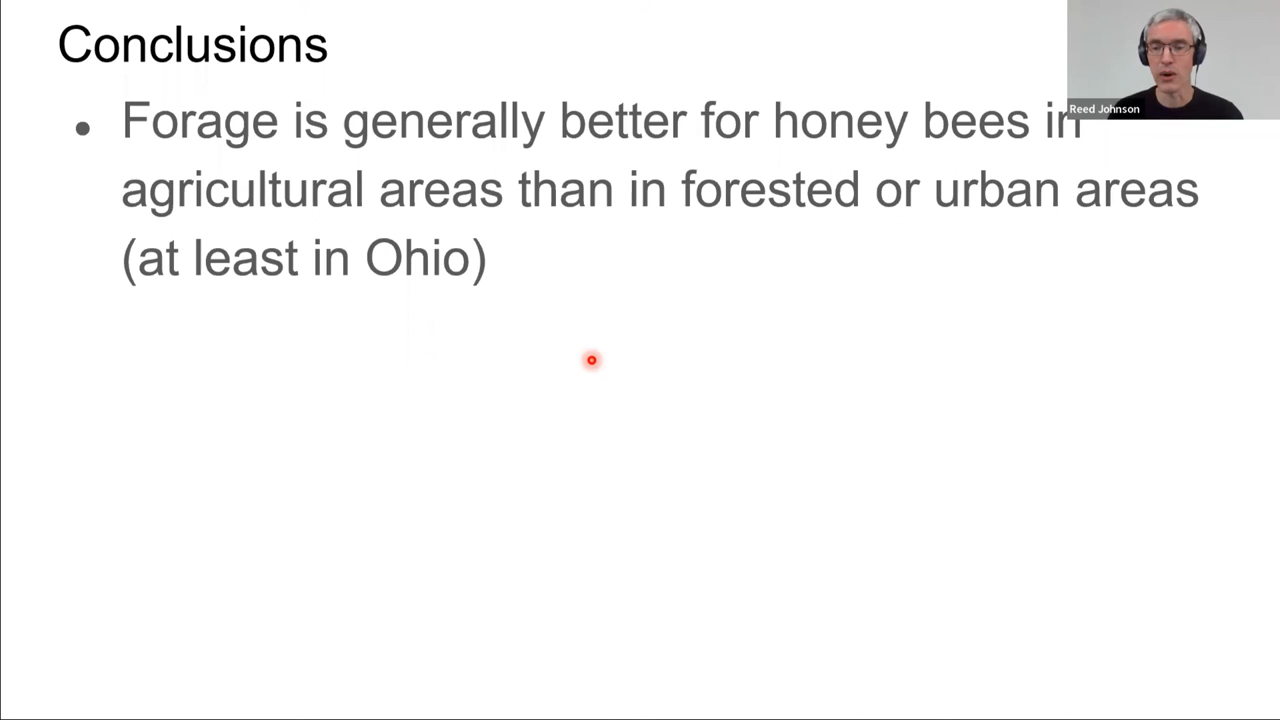 Conclusions
• Forage is generally better for honey bees in
agricultural areas than in forested or urban areas
(at least in Ohio)
Reed Johnson